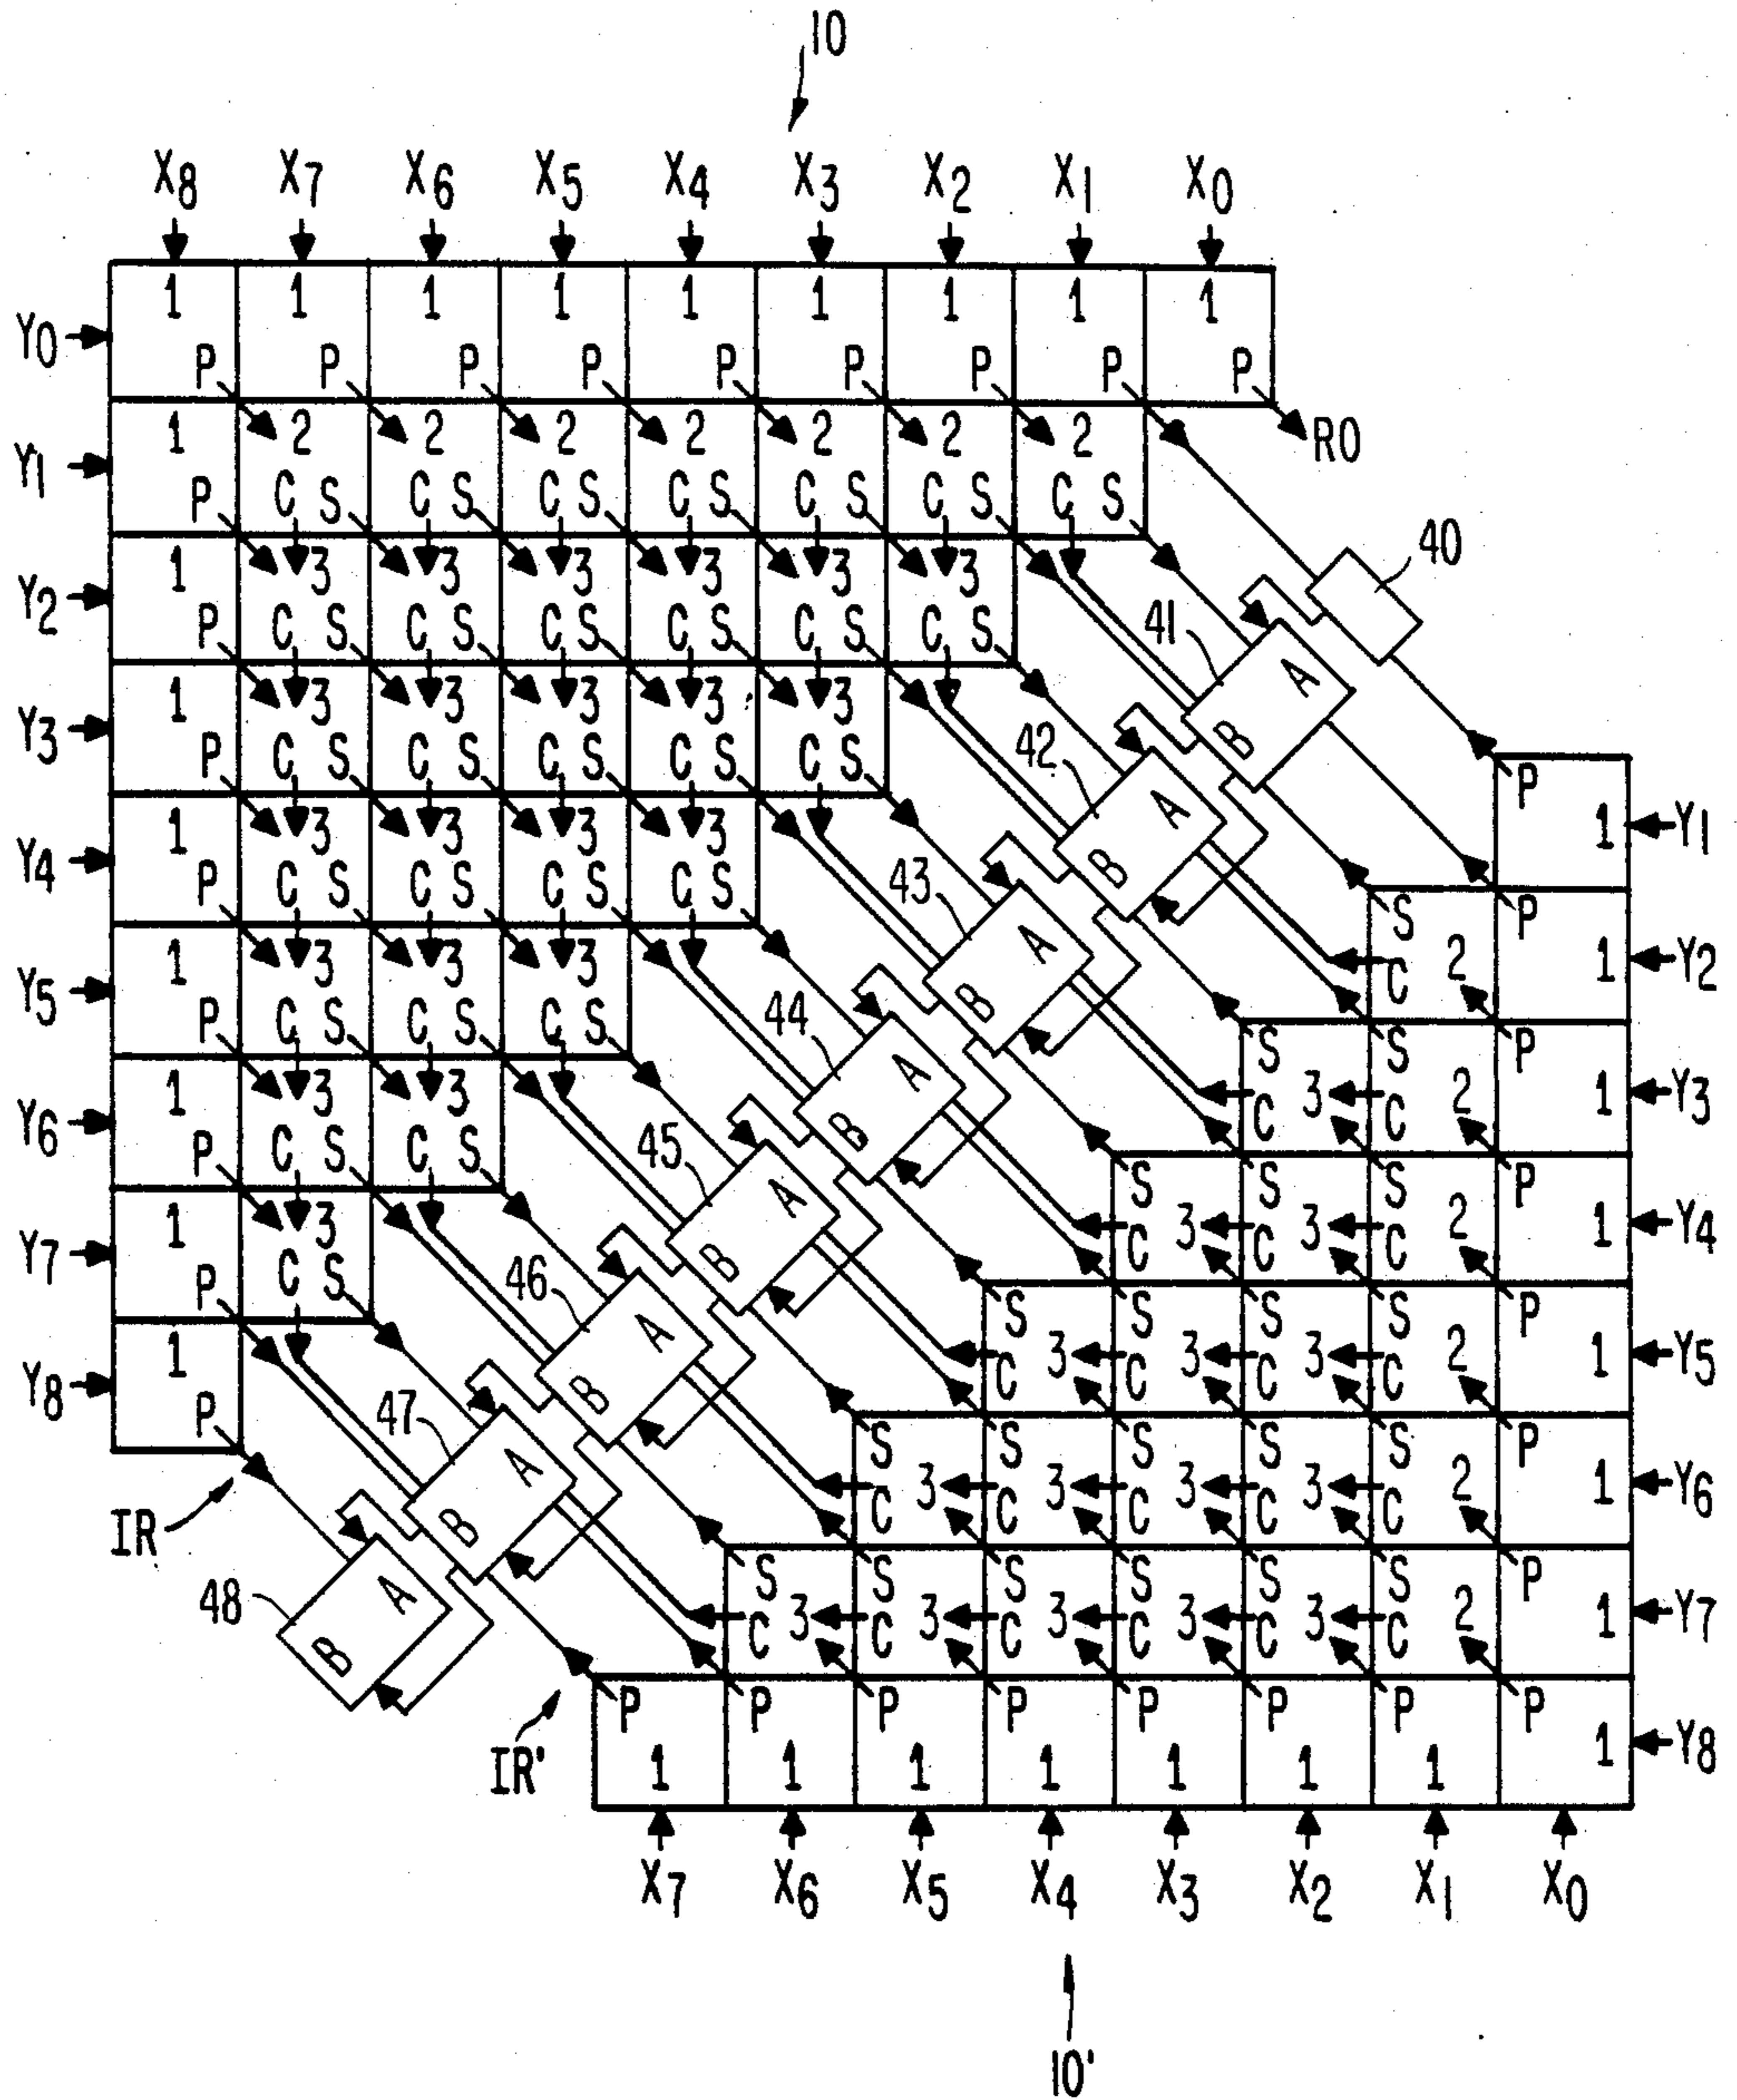 10
X8 X7 X6 X5 X4 X3 X2 X1 X0
1 1 1 1 1 1 1 1 1
Y0
P P P P P P P P P
1 2 2 2 2 2 2 2 R0
Y1
P C S C S C S C S C S C S C S
1 3 3 3 3 3 3 40
Y2
P C S C S C S C S C S C S 41
1 3 3 3 3 3 A
Y3
P C S C S C S C S C S 42 B
P
1 3 3 3 3 A
1 Y1
Y4
P C S C S C S C S 43 B
S P
1 3 3 3 A
2 1 Y2
Y5
C
P C S C S C S 44 B
S S P
1 3 3 A
3 2 1 Y3
Y6
C C
P C S C S 45 B
S S S P
1 3 A
3 3 2 1 Y4
Y7
C C C
P C S 46 B
S S S S P
1 A
3 3 3 2 1 Y5
Y8
C C C C
P 47 B
S S S S S P
A
3 3 3 3 2 1 Y6
IR B
C C C C C
S S S S S S P
48 A
3 3 3 3 3 2 1 Y7
B
C C C C C C
P P P P P P P P
IR' 1 1 1 1 1 1 1 1 Y8
X7 X6 X5 X4 X3 X2 X1 X0
10'